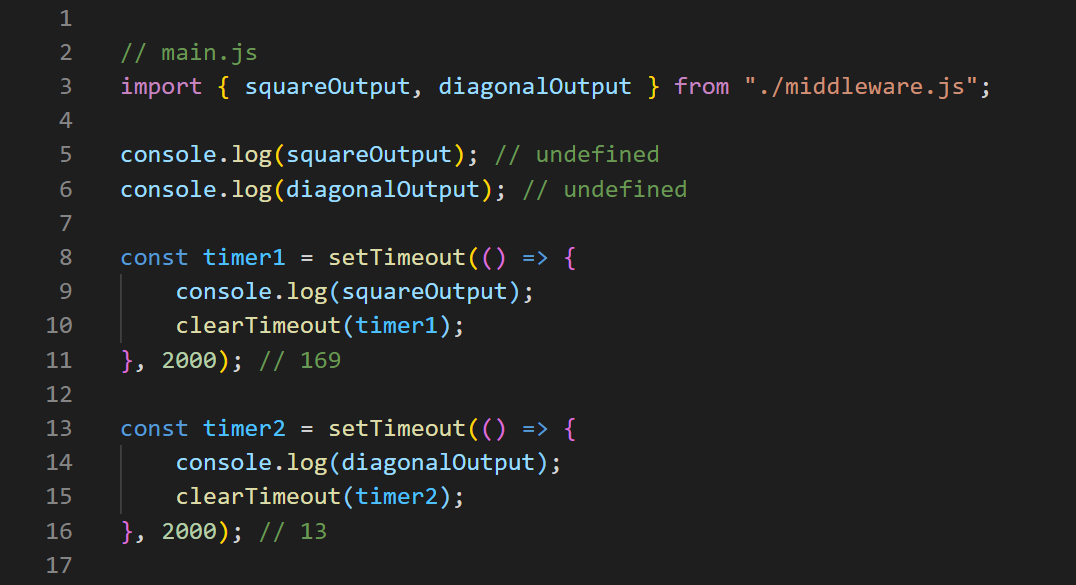 1
2 // main.js
3 import { squareOutput, diagonalOutput } from "./middleware.js";
4
5 console.log(squareOutput); // undefined
6 console.log(diagonalOutput); // undefined
7
8 const timer1 = setTimeout(() => {
9     console.log(squareOutput);
10     clearTimeout(timer1);
11 }, 2000); // 169
12
13 const timer2 = setTimeout(() => {
14     console.log(diagonalOutput);
15     clearTimeout(timer2);
16 }, 2000); // 13
17